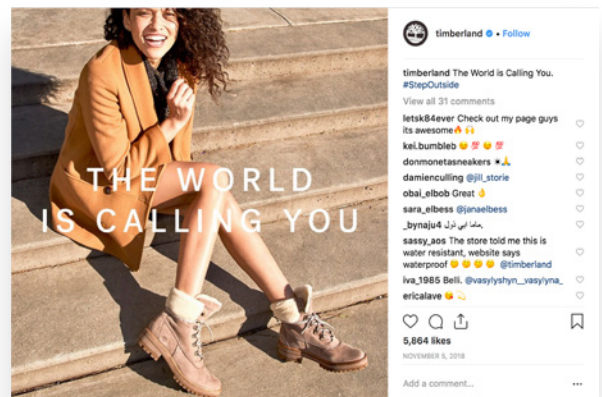 THE WORLD
IS CALLING YOU
timberland • Follow
timberland The World is Calling You.
#StepOutside
View all 31 comments
letsk84ever Check out my page guys
its awesome🔥🙌
kei.bumbleb 😉 💯 😉 💯
donmonetasneakers ☀🙏
damienculling @jill_storie
obai_elbob Great 👌
sara_elbess @janaelbess
_bynaju4 ماما ابي ذول,
sassy_aos The store told me this is
water resistant, website says
waterproof 😕 😕 😕 😕 @timberland
iva_1985 Belli. @vasylyshyn__vasylyna_
ericalave 😘 💫
5,864 likes
NOVEMBER 5, 2018
Add a comment...